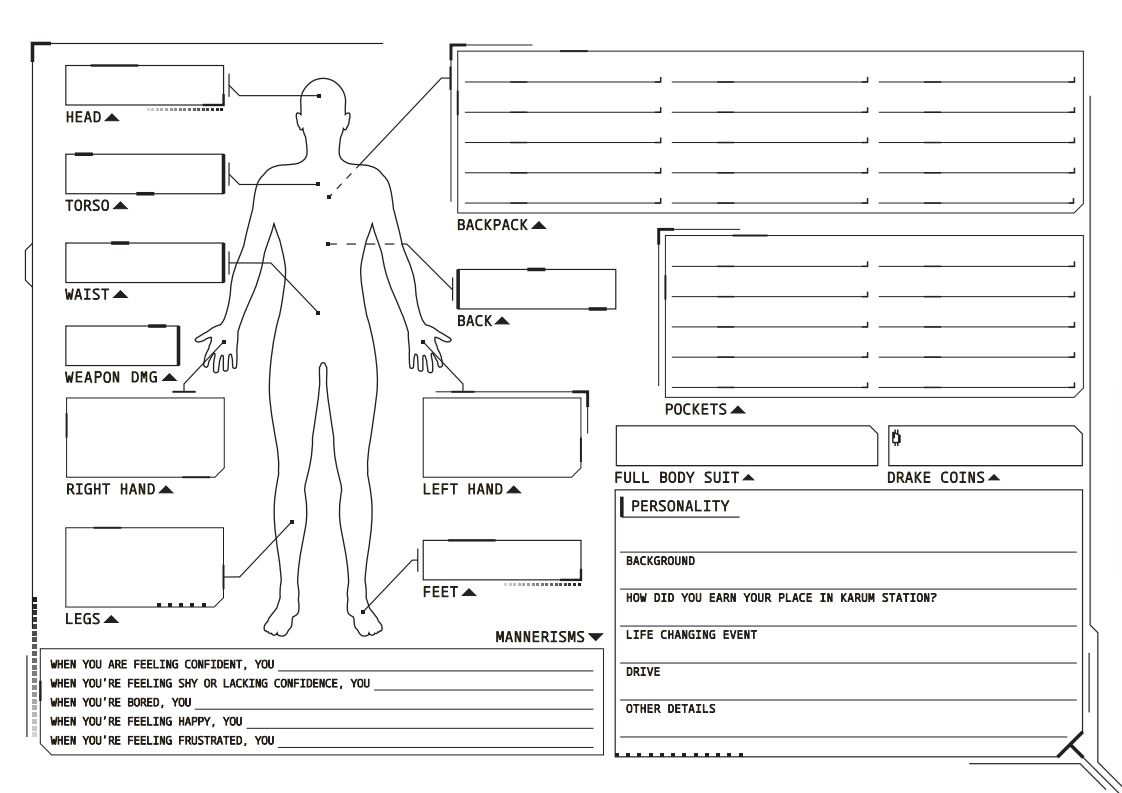 HEAD
TORSO
WAIST
WEAPON DMG
RIGHT HAND
LEGS
BACKPACK
BACK
LEFT HAND
FEET
POCKETS
FULL BODY SUIT
DRAKE COINS
MANNERISMS
WHEN YOU ARE FEELING CONFIDENT, YOU
WHEN YOU'RE FEELING SHY OR LACKING CONFIDENCE, YOU
WHEN YOU'RE BORED, YOU
WHEN YOU'RE FEELING HAPPY, YOU
WHEN YOU'RE FEELING FRUSTRATED, YOU
PERSONALITY
BACKGROUND
HOW DID YOU EARN YOUR PLACE IN KARUM STATION?
LIFE CHANGING EVENT
DRIVE
OTHER DETAILS